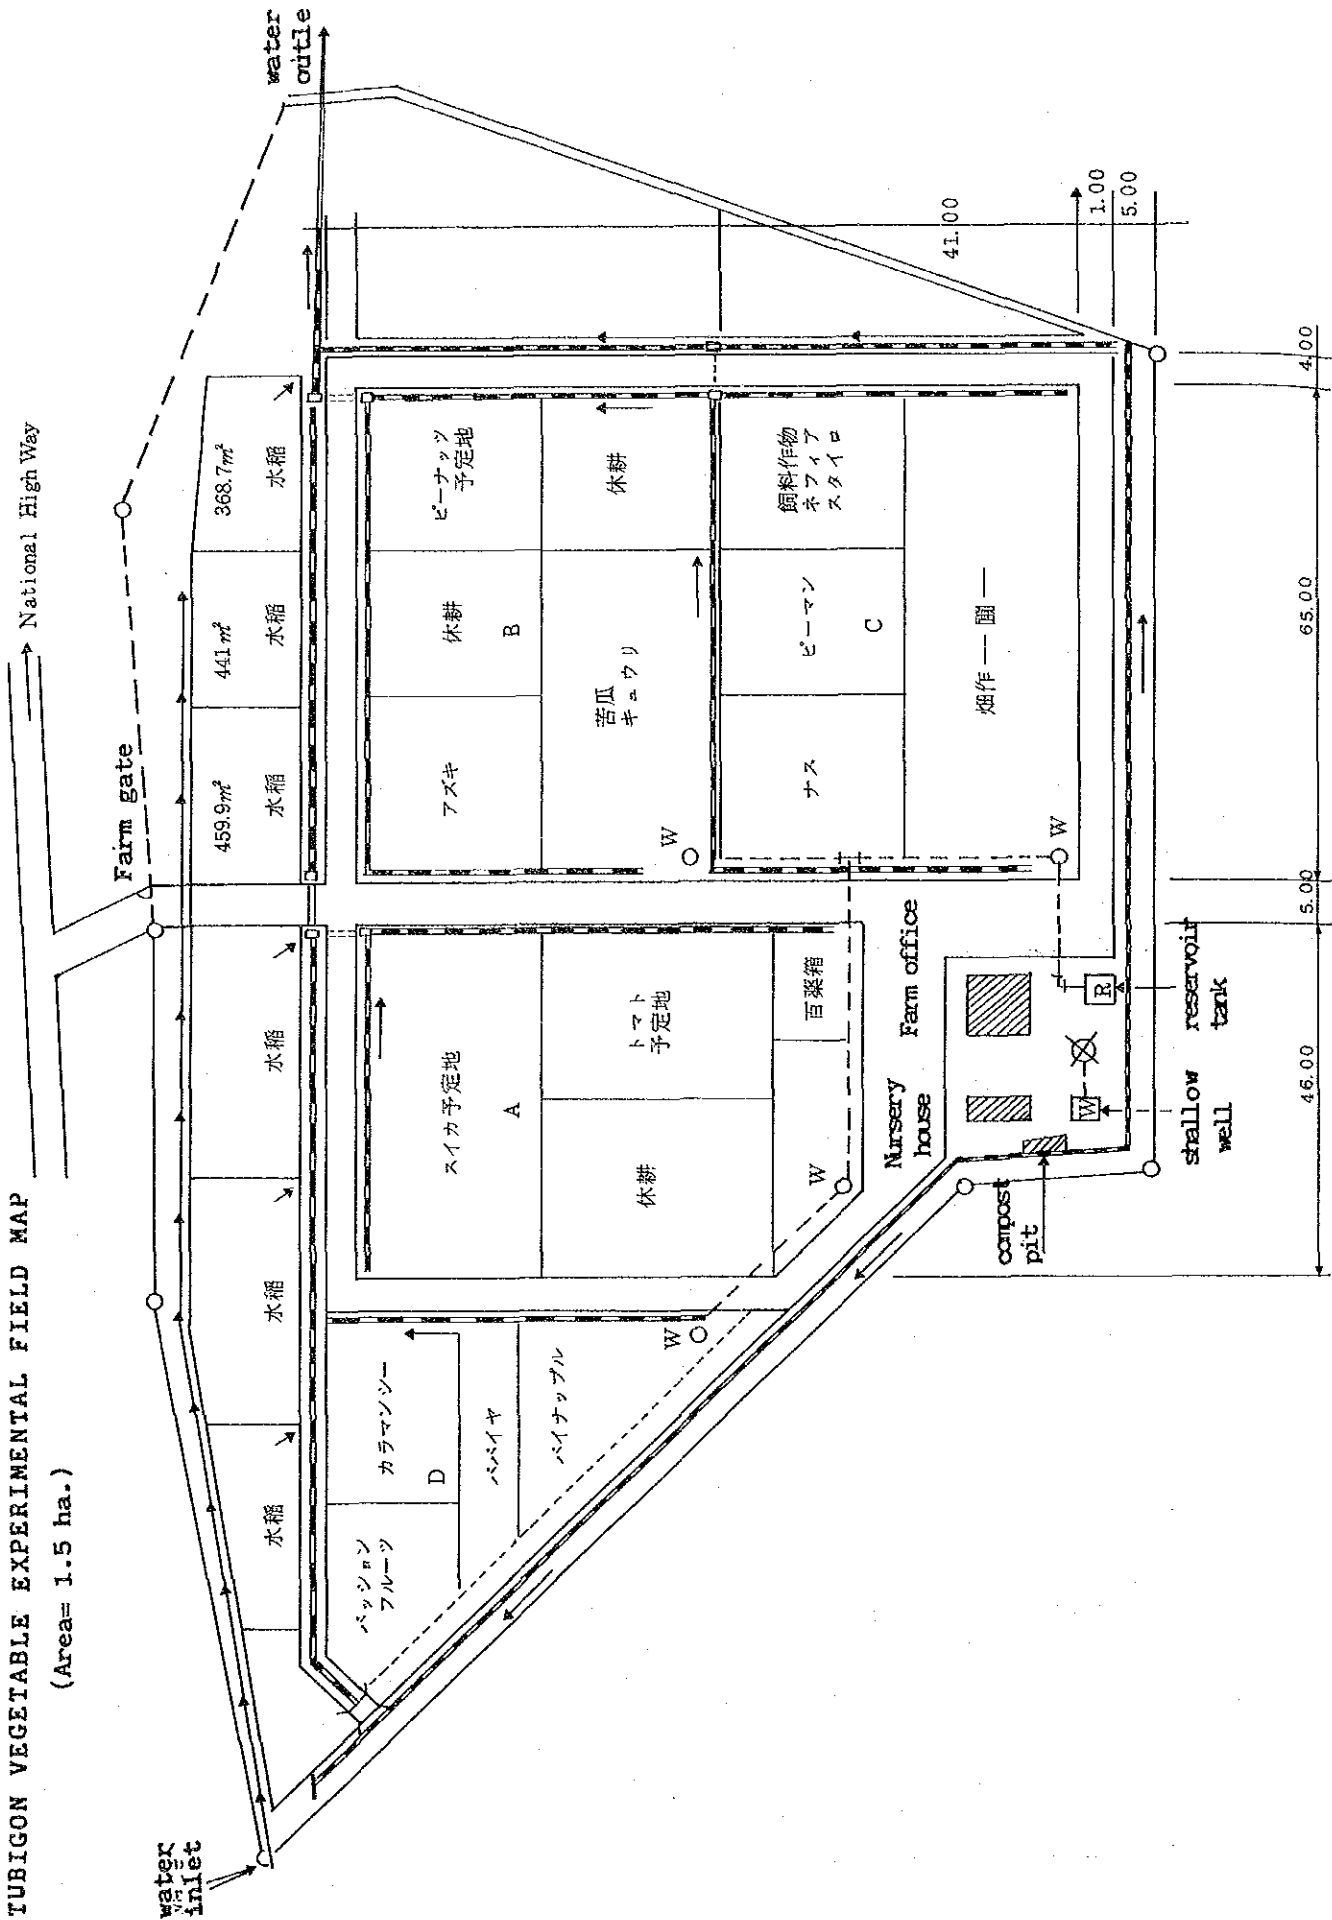 TUBIGON VEGETABLE EXPERIMENTAL FIELD MAP
(Area= 1.5 ha.)
National High Way
Farm gate
water
outle
water
inlet
459.9m²
441m²
368.7m²
水稲
水稲
水稲
水稲
水稲
水稲
パッション
フルーツ
カラマンシー
D
パパイヤ
パイナップル
W
スイカ予定地
A
休耕
トマト
予定地
百葉箱
W
アズキ
休耕
B
ピーナッツ
予定地
苦瓜
キュウリ
休耕
W
ナス
ピーマン
C
飼料作物
ネフィア
スタイロ
畑作——圃——
W
Nursery
house
Farm office
compost
pit
W
R
shallow
well
reservoir
tank
41.00
1.00
5.00
46.00
5.00
65.00
4.00